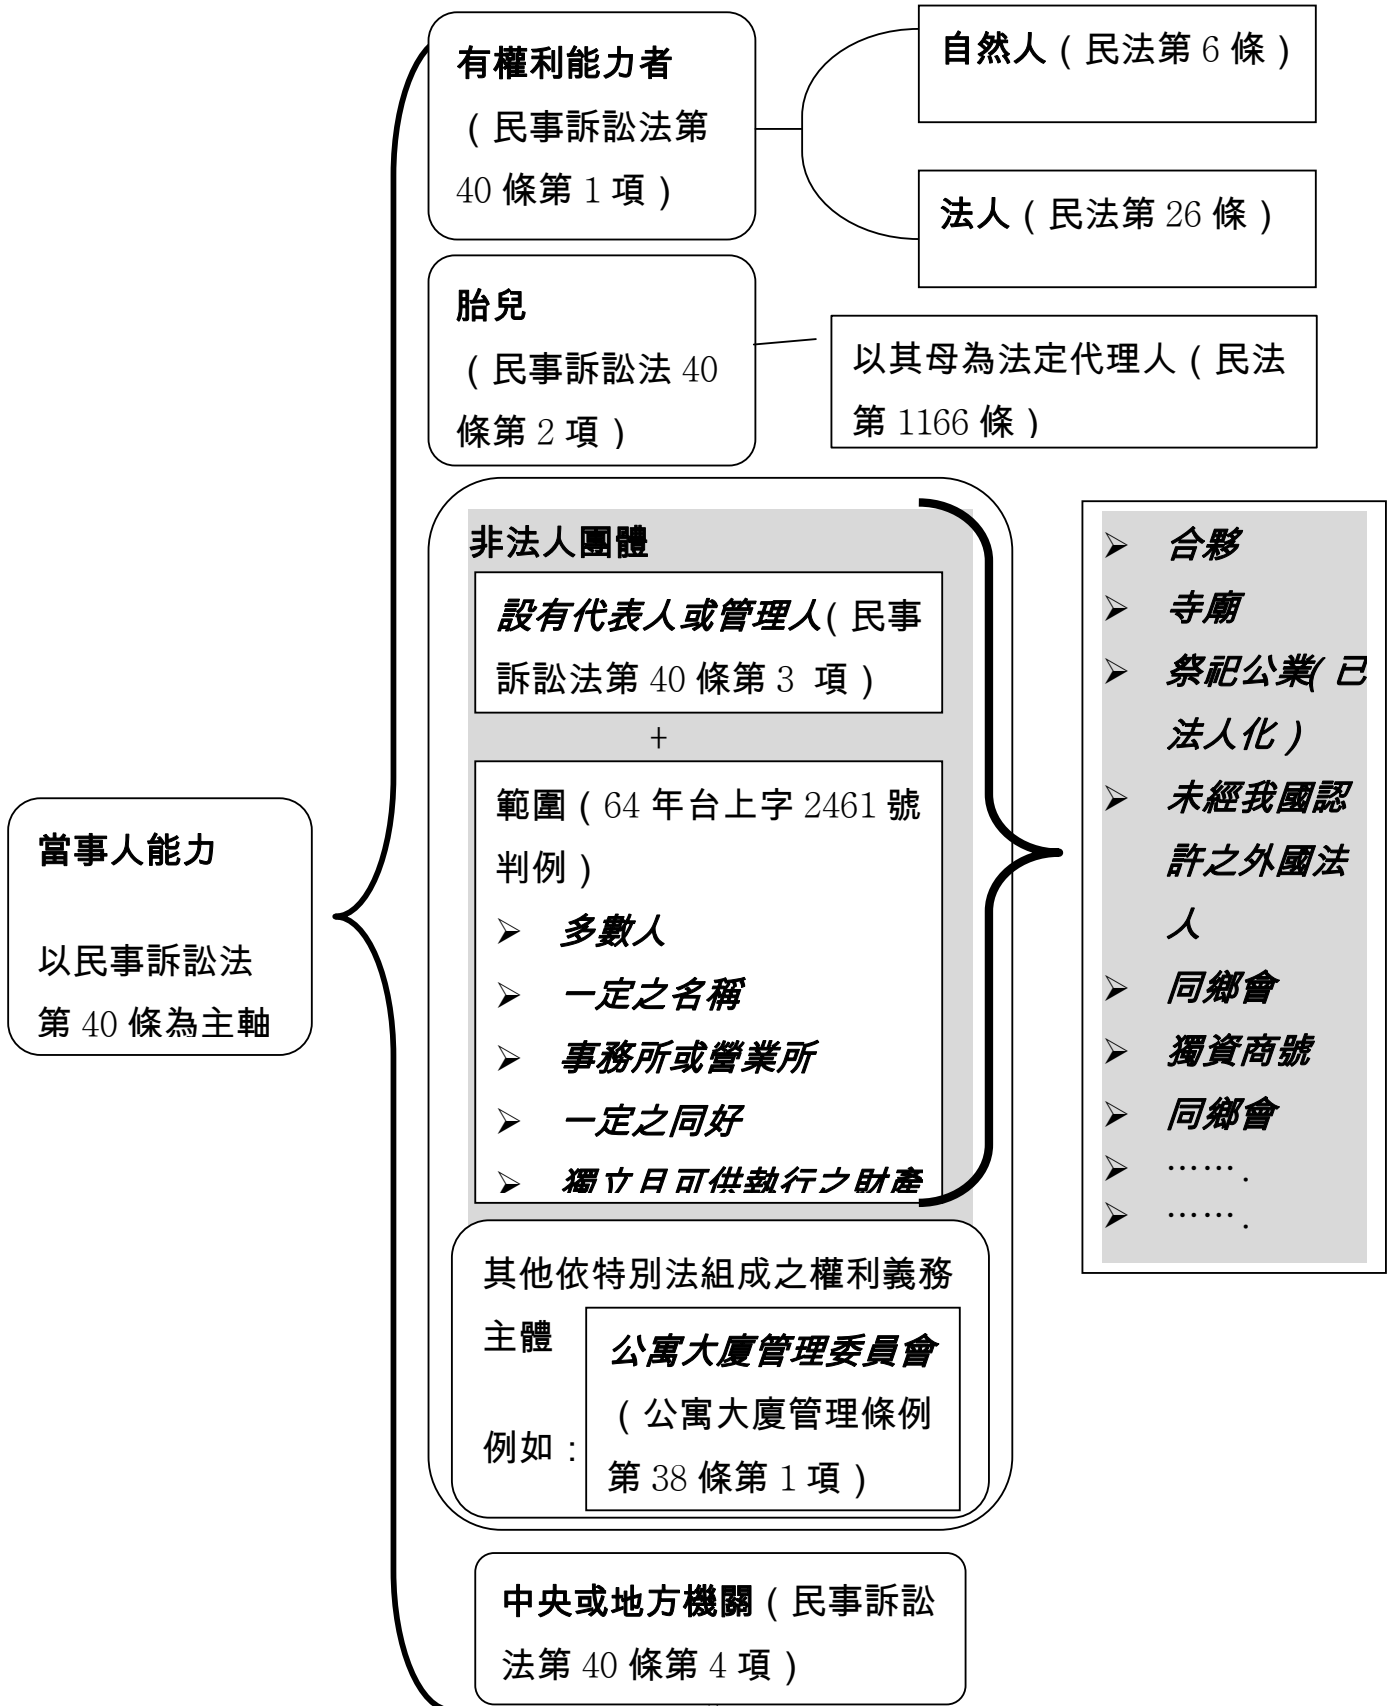 有權利能力者
（民事訴訟法第
40 條第 1 項）
自然人（民法第 6 條）
法人（民法第 26 條）
胎兒
（民事訴訟法 40
條第 2 項）
以其母為法定代理人（民法
第 1166 條）
非法人團體
設有代表人或管理人（民事
訴訟法第 40 條第 3 項）
+
範圍（64 年台上字 2461 號
判例）
➢ 多數人
➢ 一定之名稱
➢ 事務所或營業所
➢ 一定之同好
➢ 獨立且可供執行之財產
➢ 合夥
➢ 寺廟
➢ 祭祀公業（已
法人化）
➢ 未經我國認
許之外國法
人
➢ 同鄉會
➢ 獨資商號
➢ 同鄉會
➢ …….
➢ …….
當事人能力
以民事訴訟法
第 40 條為主軸
其他依特別法組成之權利義務
主體
例如：
公寓大廈管理委員會
（公寓大廈管理條例
第 38 條第 1 項）
中央或地方機關（民事訴訟
法第 40 條第 4 項）